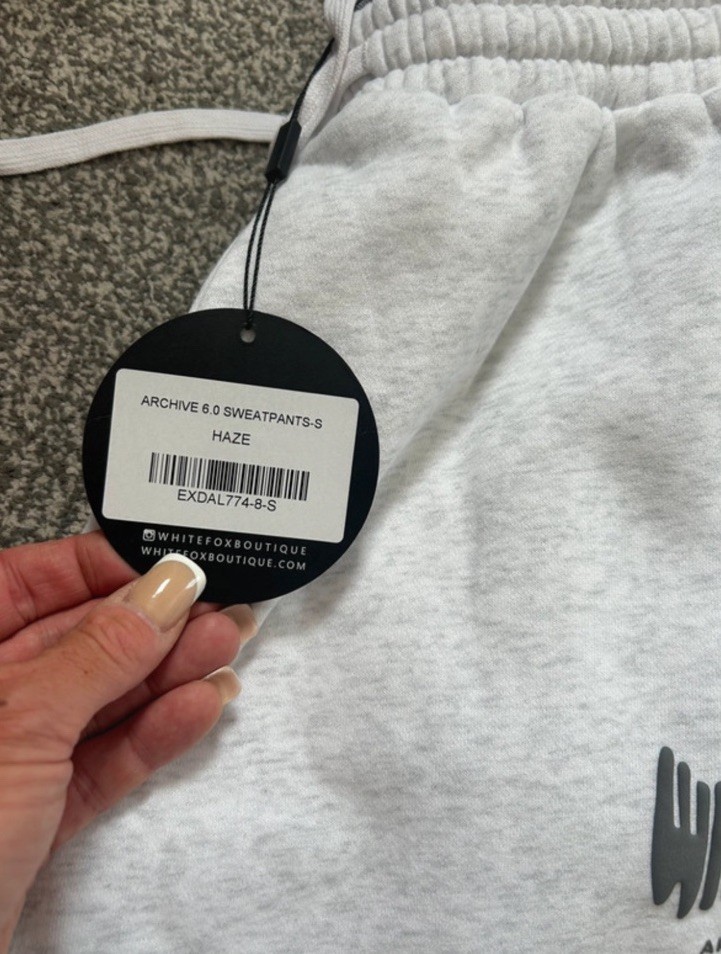 ARCHIVE 6.0 SWEATPANTS-S
HAZE
EXDAL774-8-S
WHITEFOXBOUTIQUE
WHITEFOXBOUTIQUE.COM